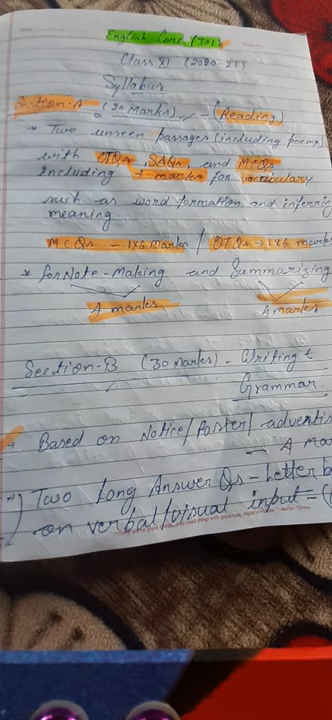 English Core (301)
Class XI (2020-21)
Syllabus
Section-A (20 Marks) - (Reading)
* Two unseen passages (including poems)
with OTQs, SAQs and MCQs
Including 4 marks for vocabulary
such as word formation and inferring
meaning.
MCQs - 1x6 Marks / OTQs → 1x6 marks
* for Note-Making and Summarizing
4 marks 4 marks
Section-B (30 Marks). Writing +
Grammar
Based on Notice/Poster/ advertis
- 4 Mar
Two Long Answer Qs - Letter b
on verbal/visual input = (